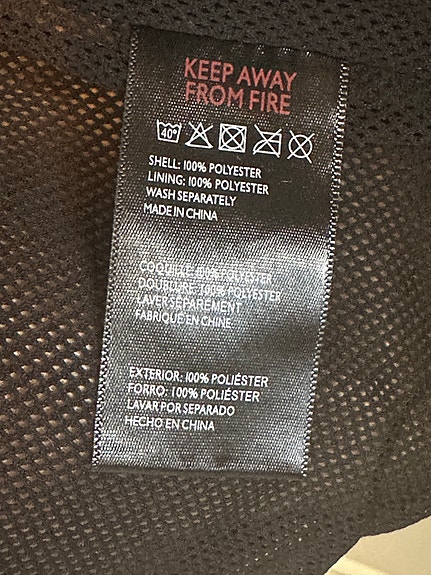 KEEP AWAY
FROM FIRE
40°
SHELL: 100% POLYESTER
LINING: 100% POLYESTER
WASH SEPARATELY
MADE IN CHINA
COQUILLE: 100% POLYESTER
DOUBLURE: 100% POLYESTER
LAVER SÉPARÉMENT
FABRIQUÉ EN CHINE
EXTERIOR: 100% POLIÉSTER
FORRO: 100% POLIÉSTER
LAVAR POR SEPARADO
HECHO EN CHINA